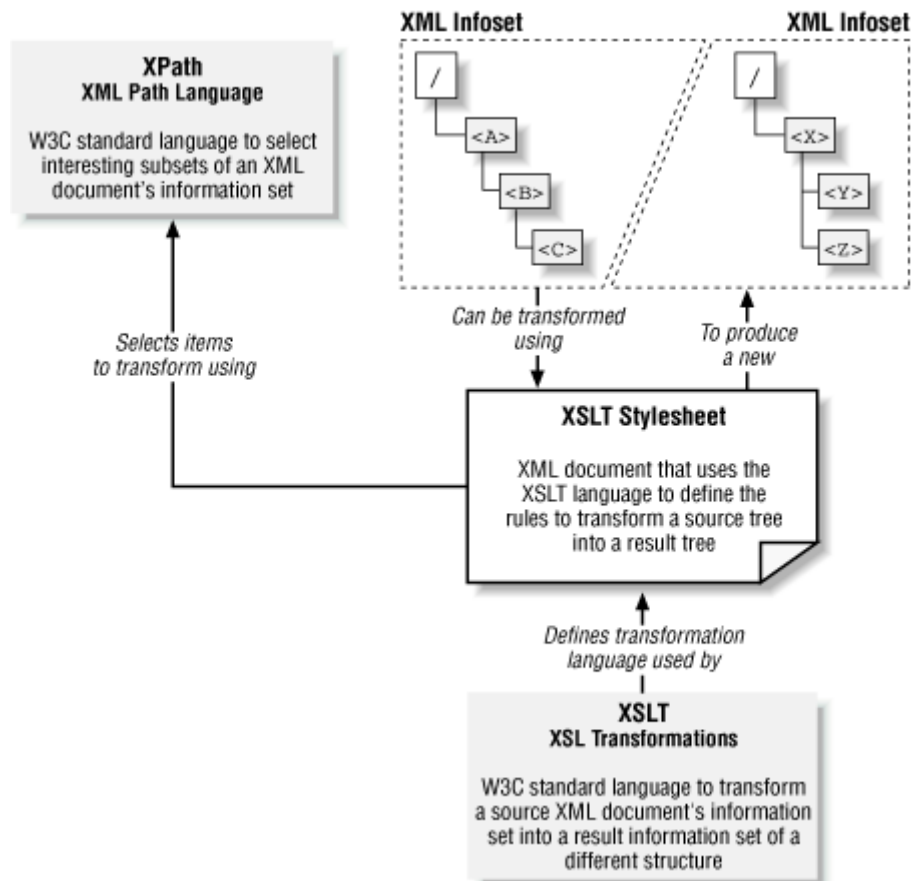 XML Infoset
XML Infoset
XPath
XML Path Language
W3C standard language to select
interesting subsets of an XML
document's information set
/
<A>
<B>
<C>
/
<X>
<Y>
<Z>
Selects items
to transform using
Can be transformed
using
To produce
a new
XSLT Stylesheet
XML document that uses the
XSLT language to define the
rules to transform a source tree
into a result tree
Defines transformation
language used by
XSLT
XSL Transformations
W3C standard language to transform
a source XML document's information
set into a result information set of a
different structure